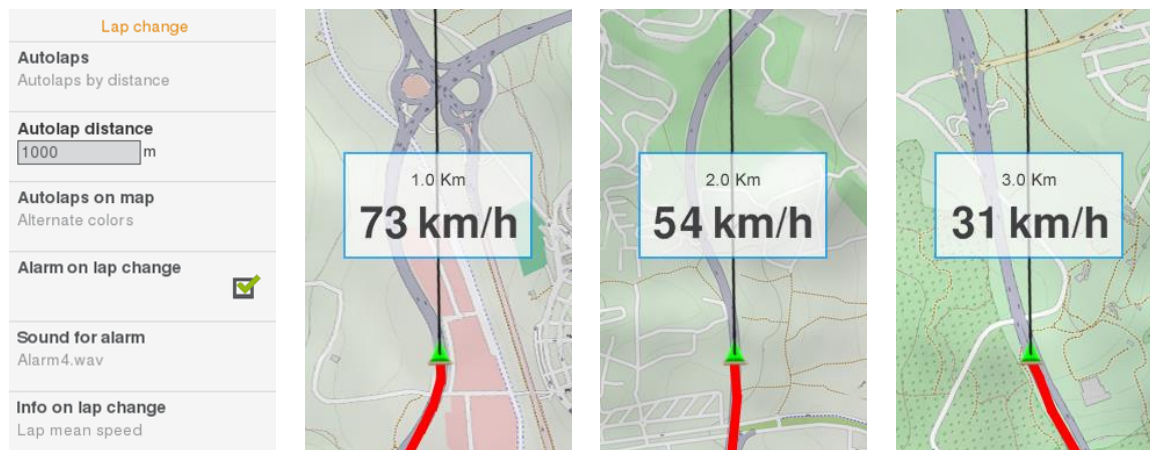 Lap change
Autolaps
Autolaps by distance
Autolap distance
1000 m
Autolaps on map
Alternate colors
Alarm on lap change
Sound for alarm
Alarm4.wav
Info on lap change
Lap mean speed
1.0 Km
73 km/h
2.0 Km
54 km/h
3.0 Km
31 km/h